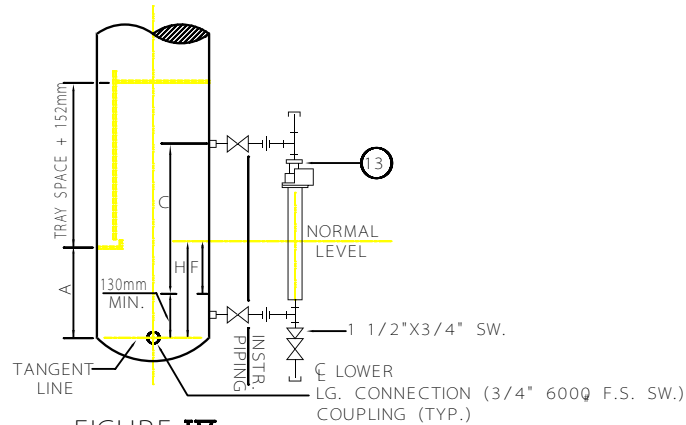 TRAY SPACE + 152mm
13
C
NORMAL
LEVEL
H F
A
130mm
MIN.
1 1/2"X3/4" SW.
INSTR.
PIPING
TANGENT
LINE
℄ LOWER
LG. CONNECTION (3/4" 6000 F.S. SW.)
COUPLING (TYP.)
FIGURE IV